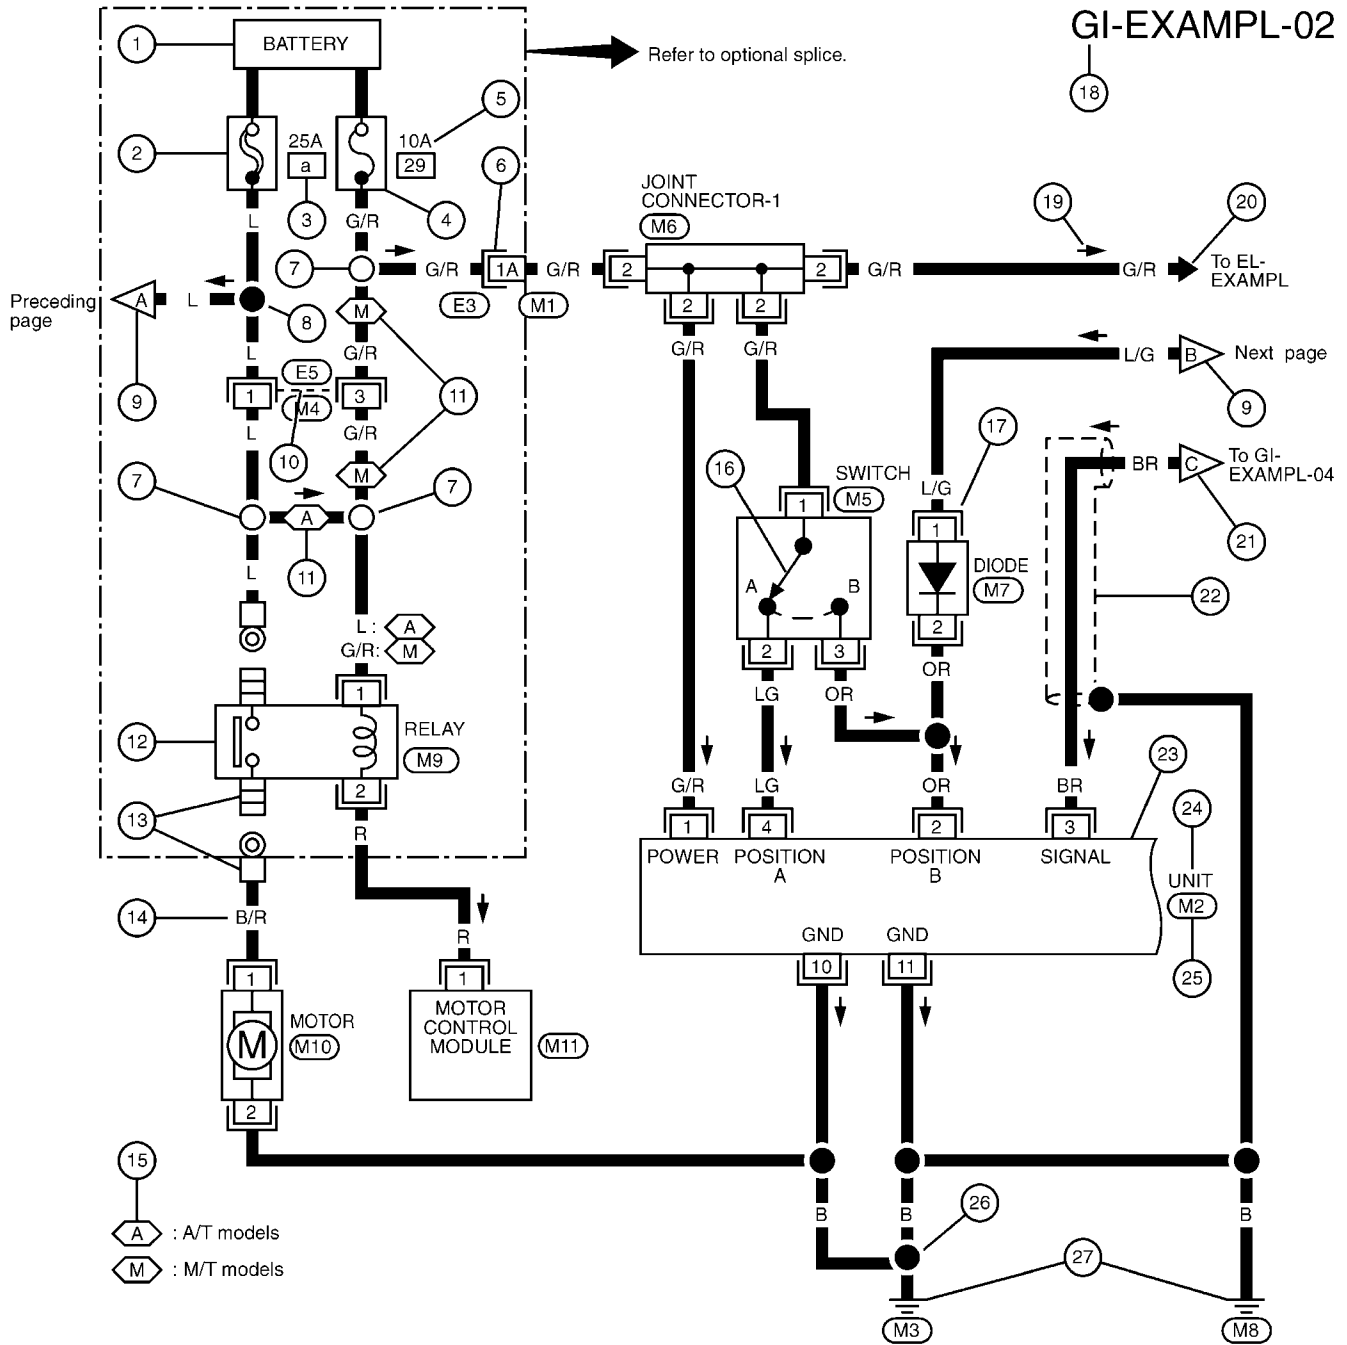 GI-EXAMPL-02
18
1
BATTERY
Refer to optional splice.
2
25A
a
3
10A
29
5
4
6
L
G/R
7
G/R
1A
G/R
E3
M1
JOINT
CONNECTOR-1
M6
2
2
2
2
G/R
19
G/R
20
To EL-
EXAMPL
Preceding
page
A
L
8
9
M
11
L
G/R
E5
1
3
M4
10
L
G/R
M
7
7
A
11
L
L :
A
G/R:
M
G/R
G/R
L/G
B
Next page
9
17
16
SWITCH
M5
1
A
B
2
3
LG
OR
L/G
1
DIODE
M7
2
OR
BR
C
To GI-
EXAMPL-04
21
22
1
RELAY
M9
12
2
13
R
14
B/R
R
1
1
MOTOR
M10
M
2
MOTOR
CONTROL
MODULE
M11
G/R
LG
OR
BR
23
1
4
2
3
POWER
POSITION
A
POSITION
B
SIGNAL
24
UNIT
M2
25
GND
GND
10
11
15
A
: A/T models
M
: M/T models
B
B
B
26
27
M3
M8